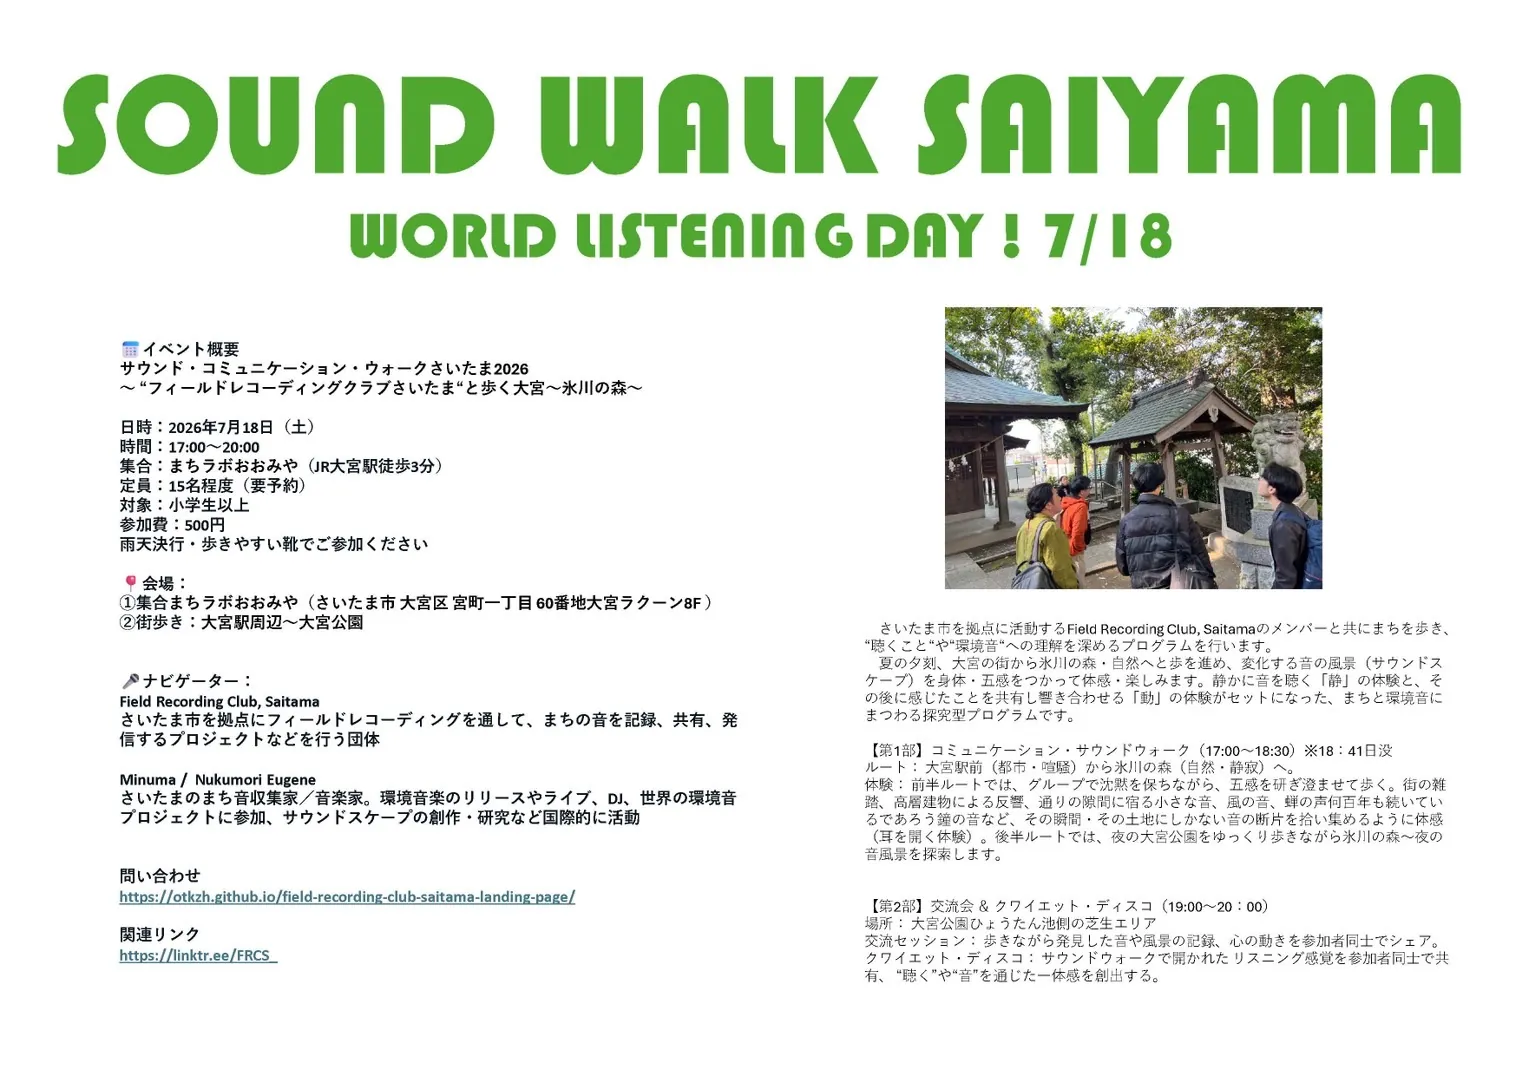 SOUND WALK SAIYAMA
WORLD LISTENING DAY ! 7/18
イベント概要
サウンド・コミュニケーション・ウォークさいたま2026
～ “フィールドレコーディングクラブさいたま“と歩く大宮～氷川の森～
日時：2026年7月18日（土）
時間：17:00～20:00
集合：まちラボおおみや（JR大宮駅徒歩3分）
定員：15名程度（要予約）
対象：小学生以上
参加費：500円
雨天決行・歩きやすい靴でご参加ください
会場：
①集合まちラボおおみや（さいたま市 大宮区 宮町一丁目 60番地大宮ラクーン8F ）
②街歩き：大宮駅周辺～大宮公園
ナビゲーター：
Field Recording Club, Saitama
さいたま市を拠点にフィールドレコーディングを通して、まちの音を記録、共有、発
信するプロジェクトなどを行う団体
Minuma / Nukumori Eugene
さいたまのまち音収集家／音楽家。環境音楽のリリースやライブ、DJ、世界の環境音
プロジェクトに参加、サウンドスケープの創作・研究など国際的に活動
問い合わせ
https://otkzh.github.io/field-recording-club-saitama-landing-page/
関連リンク
https://linktr.ee/FRCS_
さいたま市を拠点に活動するField Recording Club, Saitamaのメンバーと共にまちを歩き、
“聴くこと“や“環境音“への理解を深めるプログラムを行います。
夏の夕刻、大宮の街から氷川の森・自然へと歩を進め、変化する音の風景（サウンドス
ケープ）を身体・五感をつかって体感・楽しみます。静かに音を聴く「静」の体験と、そ
の後に感じたことを共有し響き合わせる「動」の体験がセットになった、まちと環境音に
まつわる探究型プログラムです。
【第1部】コミュニケーション・サウンドウォーク（17:00～18:30）※18：41日没
ルート： 大宮駅前（都市・喧騒）から氷川の森（自然・静寂）へ。
体験： 前半ルートでは、グループで沈黙を保ちながら、五感を研ぎ澄ませて歩く。街の雑
踏、高層建物による反響、通りの隙間に宿る小さな音、風の音、蝉の声何百年も続いてい
るであろう鐘の音など、その瞬間・その土地にしかない音の断片を拾い集めるように体感
（耳を開く体験）。後半ルートでは、夜の大宮公園をゆっくり歩きながら氷川の森～夜の
音風景を探索します。
【第2部】交流会 & クワイエット・ディスコ（19:00～20：00）
場所： 大宮公園ひょうたん池側の芝生エリア
交流セッション： 歩きながら発見した音や風景の記録、心の動きを参加者同士でシェア。
クワイエット・ディスコ： サウンドウォークで開かれた リスニング感覚を参加者同士で共
有、 “聴く”や“音”を通じた一体感を創出する。